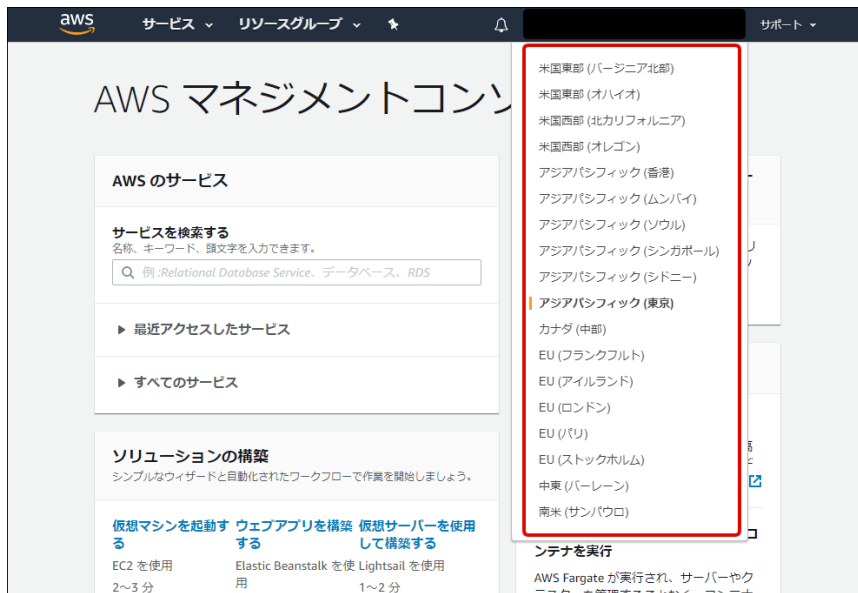 aws
サービス
リソースグループ
サポート
AWS マネジメントコンソ
AWS のサービス
サービスを検索する
名称、キーワード、頭文字を入力できます。
例 :Relational Database Service、データベース、RDS
最近アクセスしたサービス
すべてのサービス
ソリューションの構築
シンプルなウィザードと自動化されたワークフローで作業を開始しましょう。
仮想マシンを起動す
る
EC2 を使用
2～3 分
ウェブアプリを構築
する
Elastic Beanstalk を使
用
仮想サーバーを使用
して構築する
Lightsail を使用
1～2 分
米国東部 (バージニア北部)
米国東部 (オハイオ)
米国西部 (北カリフォルニア)
米国西部 (オレゴン)
アジアパシフィック (香港)
アジアパシフィック (ムンバイ)
アジアパシフィック (ソウル)
アジアパシフィック (シンガポール)
アジアパシフィック (シドニー)
アジアパシフィック (東京)
カナダ (中部)
EU (フランクフルト)
EU (アイルランド)
EU (ロンドン)
EU (パリ)
EU (ストックホルム)
中東 (バーレーン)
南米 (サンパウロ)
ンテナを実行
AWS Fargate が実行され、サーバーやク